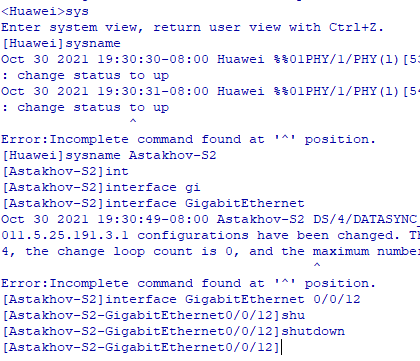 <Huawei>sys
Enter system view, return user view with Ctrl+Z.
[Huawei]sysname
Oct 30 2021 19:30:30-08:00 Huawei %%01PHY/1/PHY(l)[53
: change status to up
Oct 30 2021 19:30:31-08:00 Huawei %%01PHY/1/PHY(l)[54
: change status to up
^
Error:Incomplete command found at '^' position.
[Huawei]sysname Astakhov-S2
[Astakhov-S2]int
[Astakhov-S2]interface gi
[Astakhov-S2]interface GigabitEthernet
Oct 30 2021 19:30:49-08:00 Astakhov-S2 DS/4/DATASYNC_
011.5.25.191.3.1 configurations have been changed. Th
4, the change loop count is 0, and the maximum number
^
Error:Incomplete command found at '^' position.
[Astakhov-S2]interface GigabitEthernet 0/0/12
[Astakhov-S2-GigabitEthernet0/0/12]shu
[Astakhov-S2-GigabitEthernet0/0/12]shutdown
[Astakhov-S2-GigabitEthernet0/0/12]